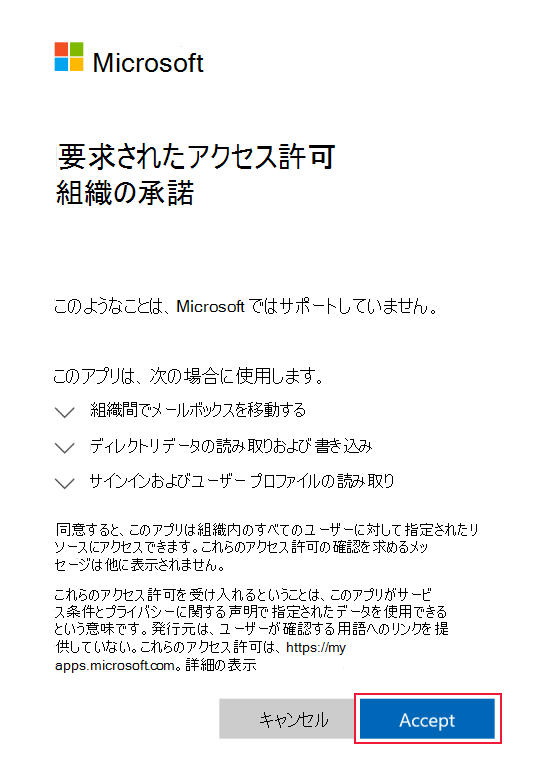 Microsoft
要求されたアクセス許可
組織の承諾
このようなことは、Microsoft ではサポートしていません。
このアプリは、次の場合に使用します。
組織間でメールボックスを移動する
ディレクトリデータの読み取りおよび書き込み
サインインおよびユーザー プロファイルの読み取り
同意すると、このアプリは組織内のすべてのユーザーに対して指定されたリ
ソースにアクセスできます。これらのアクセス許可の確認を求めるメッ
セージは他に表示されません。
これらのアクセス許可を受け入れるということは、このアプリがサービ
ス条件とプライバシーに関する声明で指定されたデータを使用できる
という意味です。発行元は、ユーザーが確認する用語へのリンクを提
供していない。これらのアクセス許可は、https://my
apps.microsoft.com。詳細の表示
キャンセル
Accept